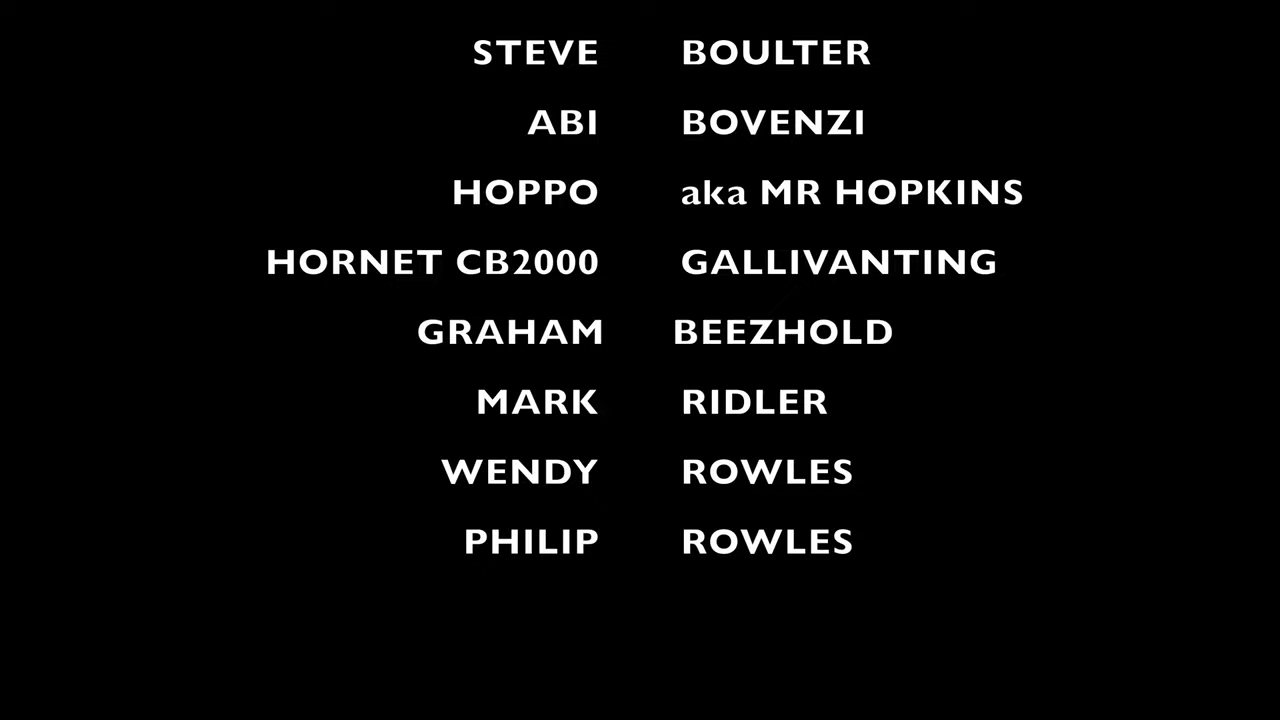 STEVE BOULTER
ABI BOVENZI
HOPPO aka MR HOPKINS
HORNET CB2000 GALLIVANTING
GRAHAM BEEZHOLD
MARK RIDLER
WENDY ROWLES
PHILIP ROWLES